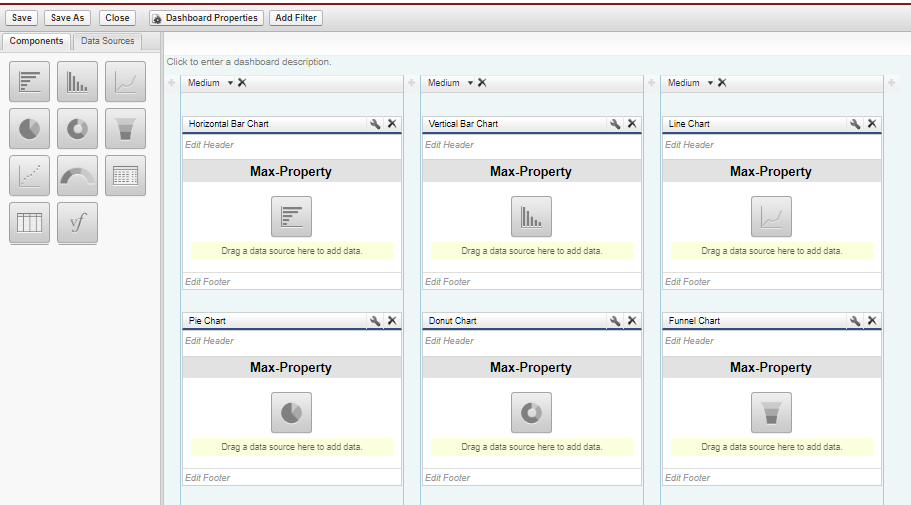 Save Save As Close Dashboard Properties Add Filter
Components Data Sources
Click to enter a dashboard description.
Medium Medium Medium
Horizontal Bar Chart Vertical Bar Chart Line Chart
Edit Header Edit Header Edit Header
Max-Property Max-Property Max-Property
Drag a data source here to add data. Drag a data source here to add data. Drag a data source here to add data.
Edit Footer Edit Footer Edit Footer
Pie Chart Donut Chart Funnel Chart
Edit Header Edit Header Edit Header
Max-Property Max-Property Max-Property
Drag a data source here to add data. Drag a data source here to add data. Drag a data source here to add data.
Edit Footer Edit Footer Edit Footer